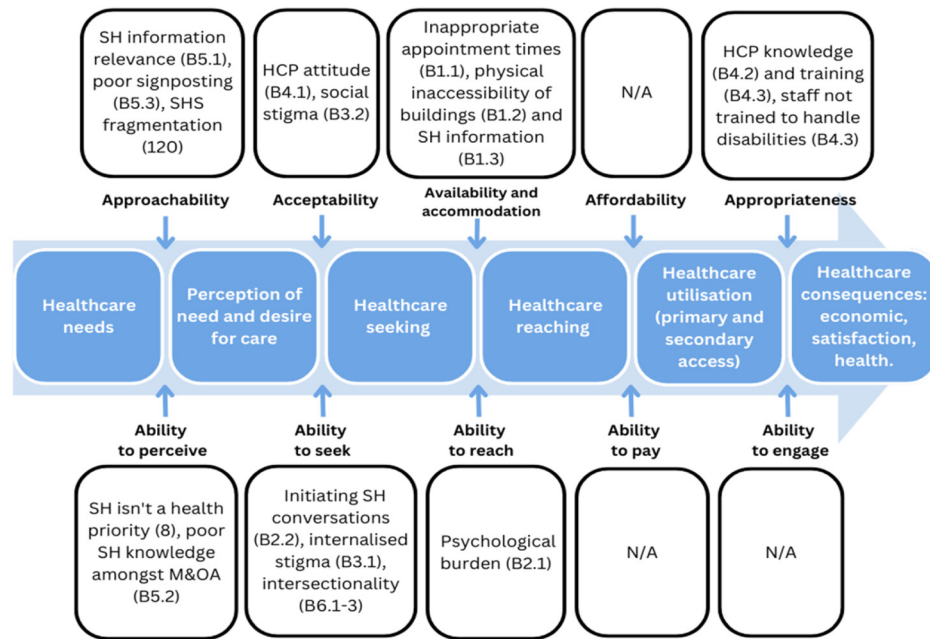 SH information
relevance (B5.1),
poor signposting
(B5.3), SHS
fragmentation
(120)
HCP attitude
(B4.1), social
stigma (B3.2)
Inappropriate
appointment times
(B1.1), physical
inaccessibility of
buildings (B1.2)
and SH information
(B1.3)
N/A
HCP knowledge
(B4.2) and training
(B4.3), staff not
trained to handle
disabilities (B4.3)
Approachability
Acceptability
Availability and
accommodation
Affordability
Appropriateness
Healthcare
needs
Perception of
need and desire
for care
Healthcare
seeking
Healthcare
reaching
Healthcare
utilisation
(primary and
secondary
access)
Healthcare
consequences:
economic,
satisfaction,
health.
Ability
to perceive
Ability
to seek
Ability
to reach
Ability
to pay
Ability
to engage
SH isn't a health
priority (8), poor
SH knowledge
amongst M&OA
(B5.2)
Initiating SH
conversations
(B2.2), internalised
stigma (B3.1),
intersectionality
(B6.1-3)
Psychological
burden (B2.1)
N/A
N/A